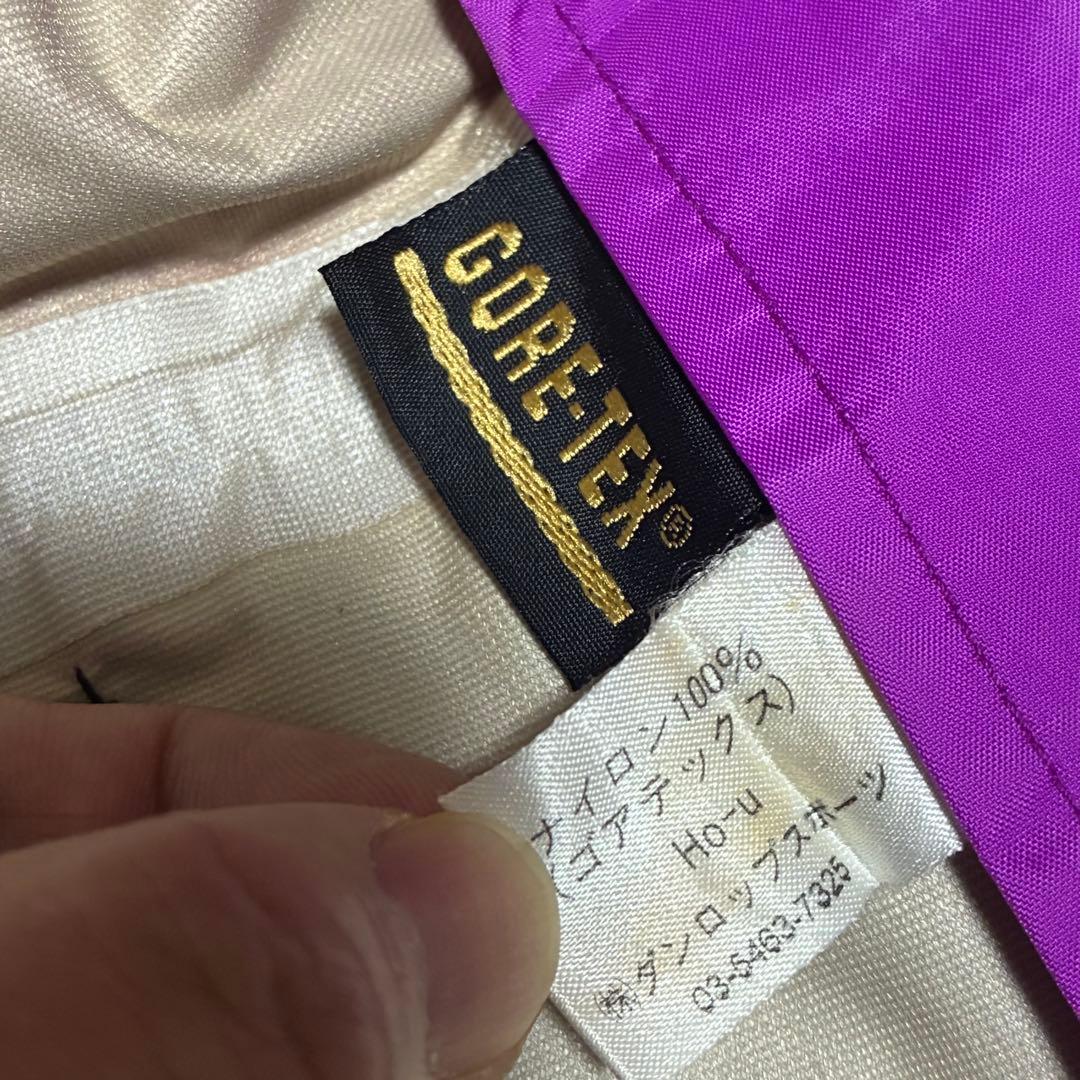 GORE-TEX®
ナイロン100%
(ゴアテックス)
Ho-u
㈱ダンロップスポーツ
03-5463-7325